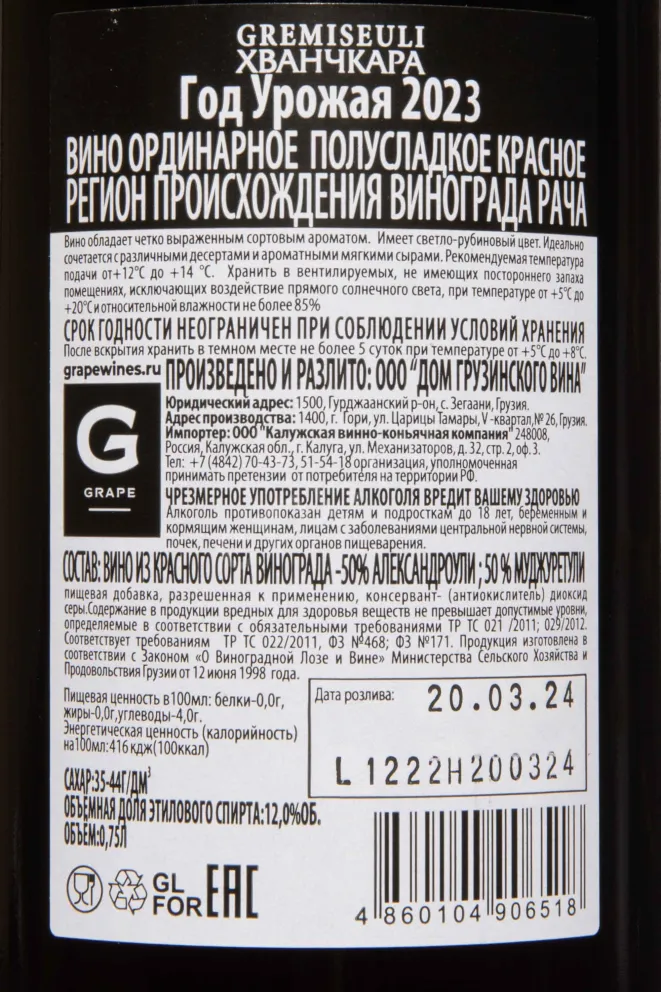 GREMISEULI
ХВАНЧКАРА
Год Урожая 2023
ВИНО ОРДИНАРНОЕ ПОЛУСЛАДКОЕ КРАСНОЕ
РЕГИОН ПРОИСХОЖДЕНИЯ ВИНОГРАДА РАЧА
Вино обладает четко выраженным сортовым ароматом. Имеет светло-рубиновый цвет. Идеально
сочетается с различными десертами и ароматными мягкими сырами. Рекомендуемая температура
подачи от+12°С до +14 °С. Хранить в вентилируемых, не имеющих постороннего запаха
помещениях, исключающих воздействие прямого солнечного света, при температуре от +5°С до
+20°С и относительной влажности не более 85%
СРОК ГОДНОСТИ НЕОГРАНИЧЕН ПРИ СОБЛЮДЕНИИ УСЛОВИЙ ХРАНЕНИЯ
После вскрытия хранить в темном месте не более 5 суток при температуре от +5°С до +8°С.
grapewines.ru
ПРОИЗВЕДЕНО И РАЗЛИТО: ООО "ДОМ ГРУЗИНСКОГО ВИНА"
Юридический адрес: 1500, Гурджаанский р-он, с. Зегаани, Грузия.
Адрес производства: 1400, г. Гори, ул. Царицы Тамары, V -квартал, № 26, Грузия.
Импортер: ООО "Калужская винно-коньячная компания" 248008,
Россия, Калужская обл., г. Калуга, ул. Механизаторов, д. 32, стр. 2, оф. 3.
Тел: +7 (4842) 70-43-73, 51-54-18 организация, уполномоченная
принимать претензии от потребителя на территории РФ.
G
GRAPE
ЧРЕЗМЕРНОЕ УПОТРЕБЛЕНИЕ АЛКОГОЛЯ ВРЕДИТ ВАШЕМУ ЗДОРОВЬЮ
Алкоголь противопоказан детям и подросткам до 18 лет, беременным и
кормящим женщинам, лицам с заболеваниями центральной нервной системы,
почек, печени и других органов пищеварения.
СОСТАВ: ВИНО ИЗ КРАСНОГО СОРТА ВИНОГРАДА -50% АЛЕКСАНДРОУЛИ ; 50 % МУДЖУРЕТУЛИ
пищевая добавка, разрешенная к применению, консервант- (антиокислитель) диоксид
серы.Содержание в продукции вредных для здоровья веществ не превышает допустимые уровни,
определяемые в соответствии с обязательными требованиями ТР ТС 021 /2011; 029/2012.
Соответствует требованиям ТР ТС 022/2011, ФЗ №468; ФЗ №171. Продукция изготовлена в
соответствии с Законом «О Виноградной Лозе и Вине» Министерства Сельского Хозяйства и
Продовольствия Грузии от 12 июня 1998 года.
Пищевая ценность в100мл: белки-0,0г,
жиры-0,0г,углеводы-4,0г.
Энергетическая ценность (калорийность)
на100мл:416 кдж(100ккал)
Дата розлива: 20.03.24
L 1222H200324
САХАР:35-44Г/ДМ³
ОБЪЕМНАЯ ДОЛЯ ЭТИЛОВОГО СПИРТА:12,0%ОБ.
ОБЪЕМ:0,75Л
GL
FOR
EAC
4 860104 906518